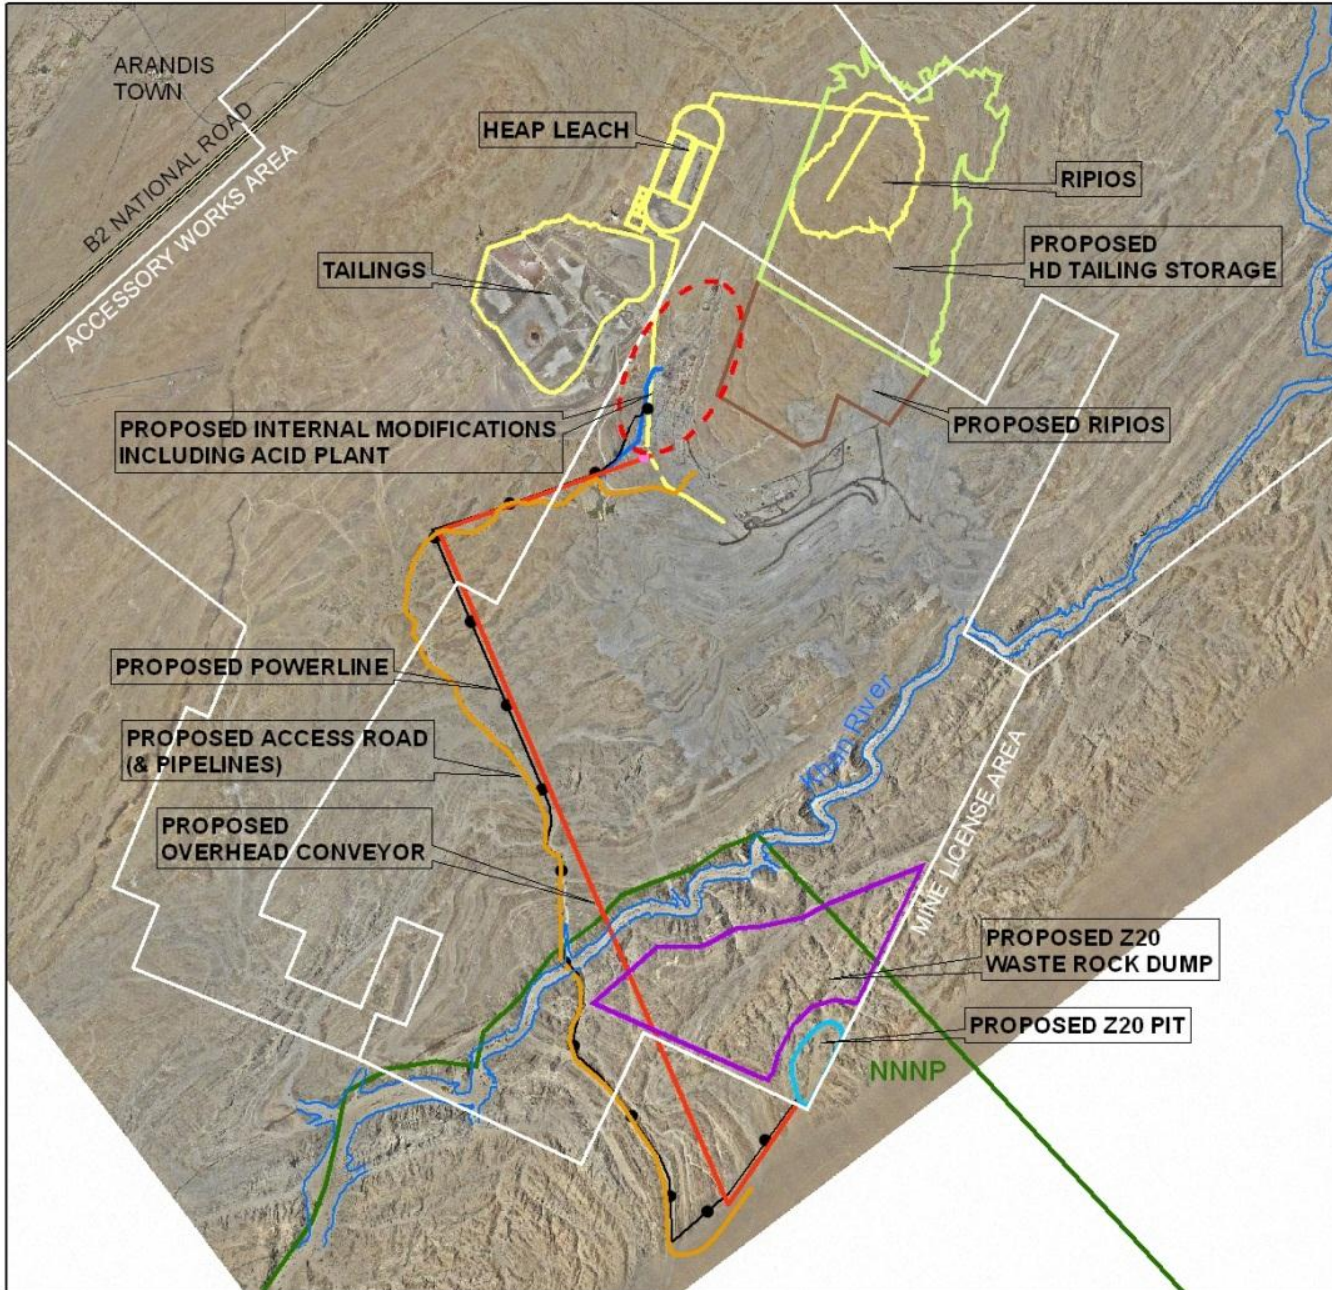 ARANDIS
TOWN
B2 NATIONAL ROAD
ACCESSORY WORKS AREA
HEAP LEACH
RIPIOS
TAILINGS
PROPOSED
HD TAILING STORAGE
PROPOSED INTERNAL MODIFICATIONS
INCLUDING ACID PLANT
PROPOSED RIPIOS
PROPOSED POWERLINE
PROPOSED ACCESS ROAD
(& PIPELINES)
Khan River
PROPOSED
OVERHEAD CONVEYOR
MINE LICENSE AREA
PROPOSED Z20
WASTE ROCK DUMP
PROPOSED Z20 PIT
NNNP